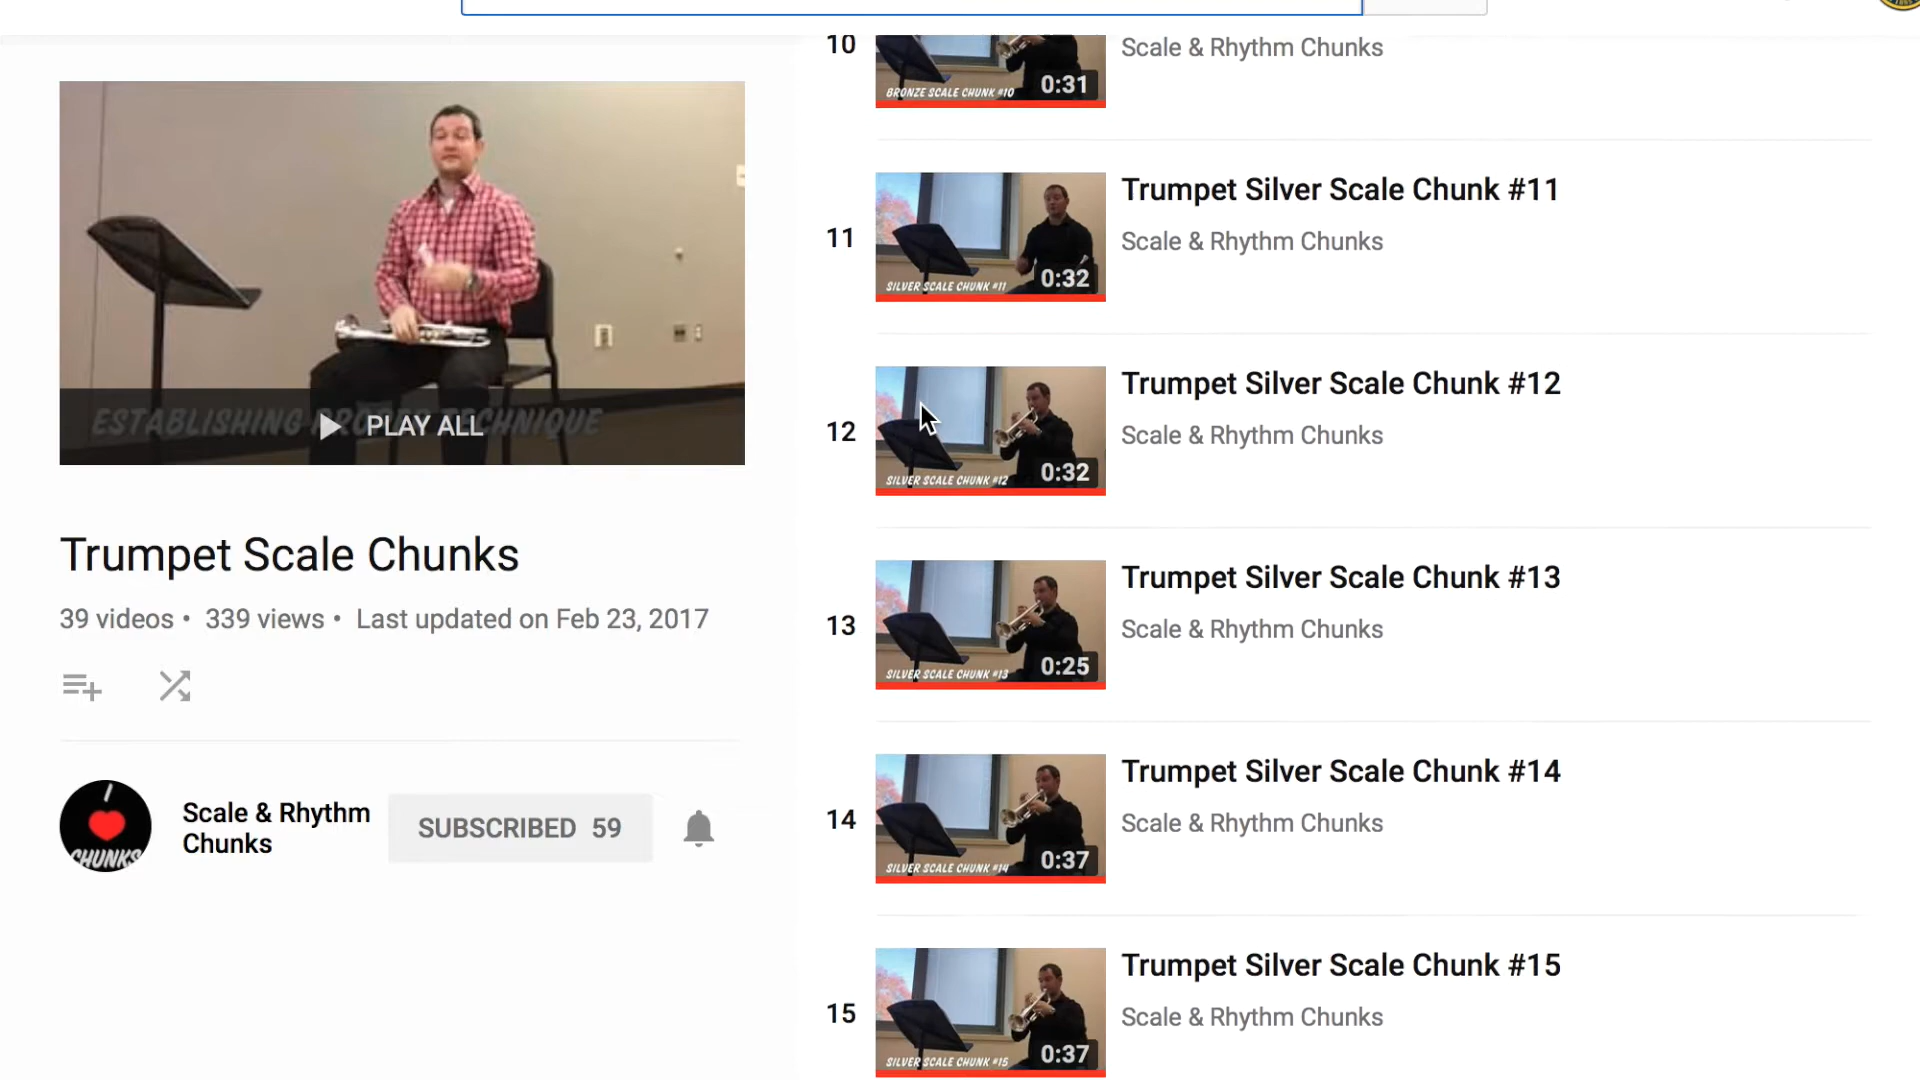 ESTABLISHING PROPER TECHNIQUE
PLAY ALL
Trumpet Scale Chunks
39 videos • 339 views • Last updated on Feb 23, 2017
I
CHUNKS
Scale & Rhythm
Chunks
SUBSCRIBED 59
10
BRONZE SCALE CHUNK #10
0:31
Scale & Rhythm Chunks
11
SILVER SCALE CHUNK #11
0:32
Trumpet Silver Scale Chunk #11
Scale & Rhythm Chunks
12
SILVER SCALE CHUNK #12
0:32
Trumpet Silver Scale Chunk #12
Scale & Rhythm Chunks
13
SILVER SCALE CHUNK #13
0:25
Trumpet Silver Scale Chunk #13
Scale & Rhythm Chunks
14
SILVER SCALE CHUNK #14
0:37
Trumpet Silver Scale Chunk #14
Scale & Rhythm Chunks
15
SILVER SCALE CHUNK #15
0:37
Trumpet Silver Scale Chunk #15
Scale & Rhythm Chunks